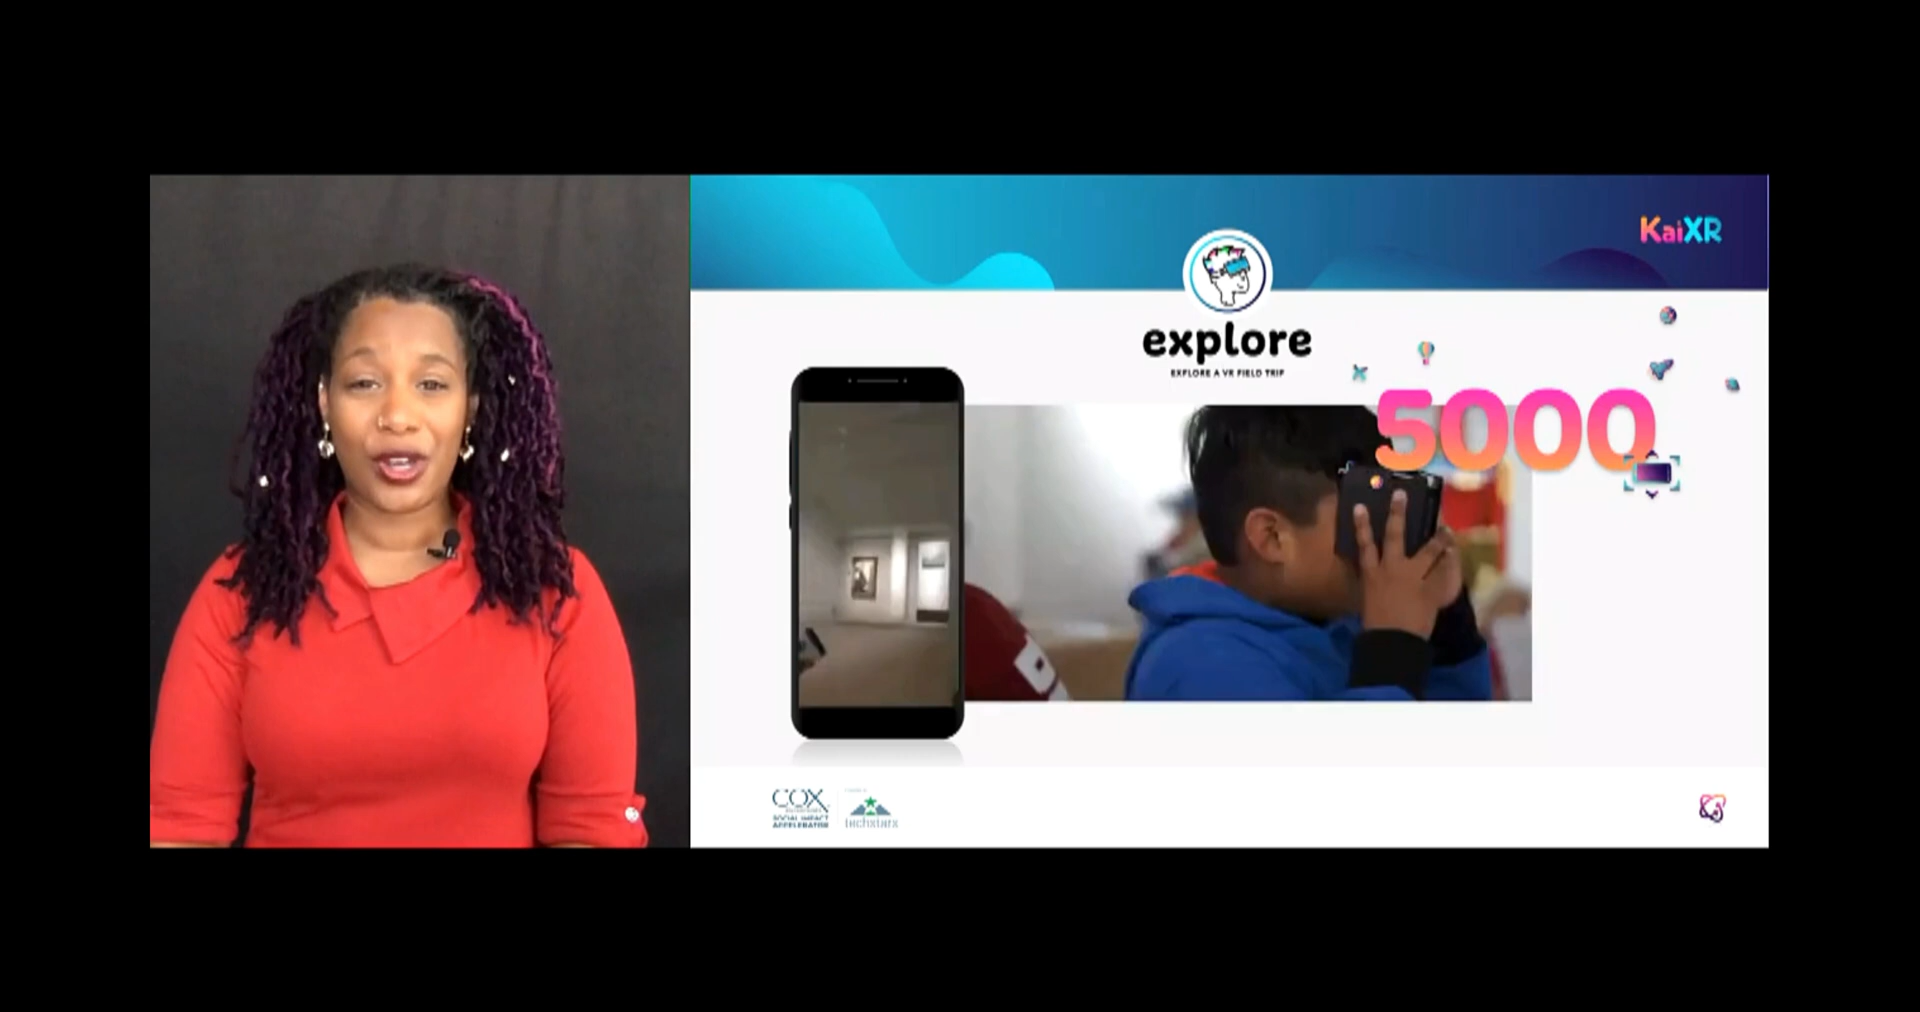 KaiXR
explore
EXPLORE A VR FIELD TRIP
5000
COX
SOCIAL IMPACT
ACCELERATOR
techstars